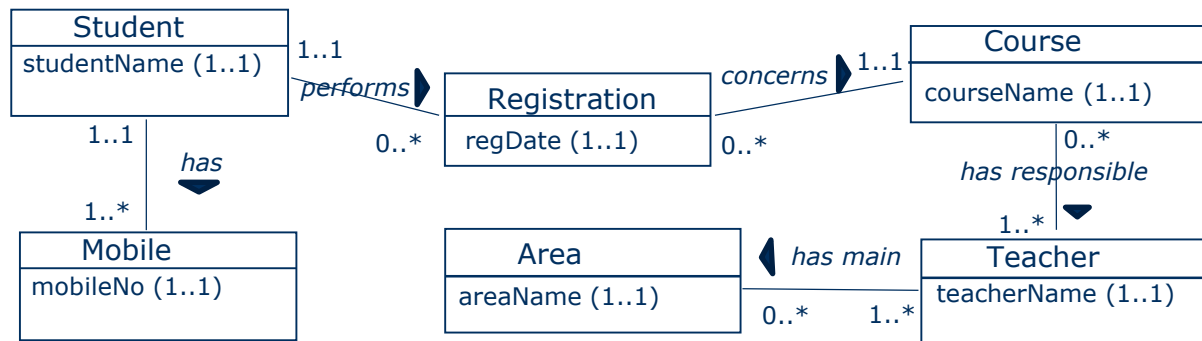 Student
studentName (1..1)
1..1
performs
0..*
Registration
regDate (1..1)
concerns
1..1
0..*
Course
courseName (1..1)
1..1
has
1..*
Mobile
mobileNo (1..1)
0..*
has responsible
1..*
Area
areaName (1..1)
has main
0..*
1..*
Teacher
teacherName (1..1)